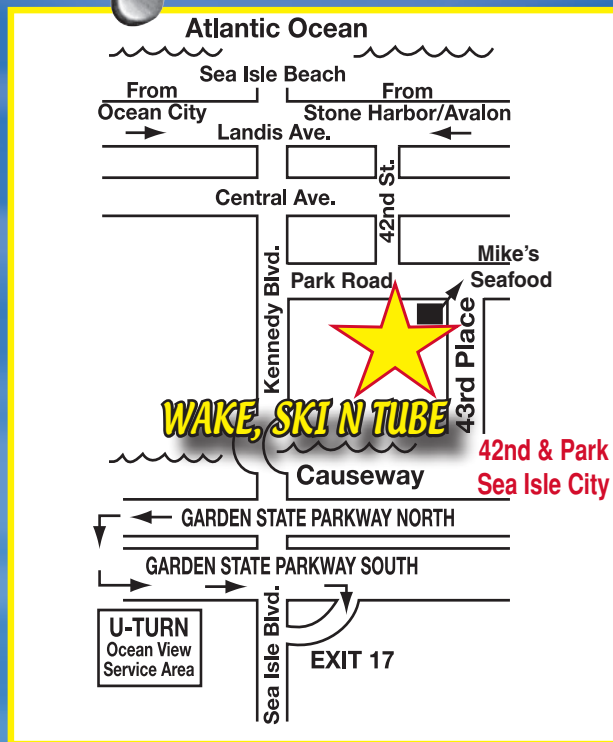 Atlantic Ocean
Sea Isle Beach
From
Ocean City
From
Stone Harbor/Avalon
Landis Ave.
Central Ave.
42nd St.
Kennedy Blvd.
Park Road
Mike's
Seafood
43rd Place
WAKE, SKI N TUBE
42nd & Park
Sea Isle City
Causeway
GARDEN STATE PARKWAY NORTH
GARDEN STATE PARKWAY SOUTH
U-TURN
Ocean View
Service Area
Sea Isle Blvd.
EXIT 17